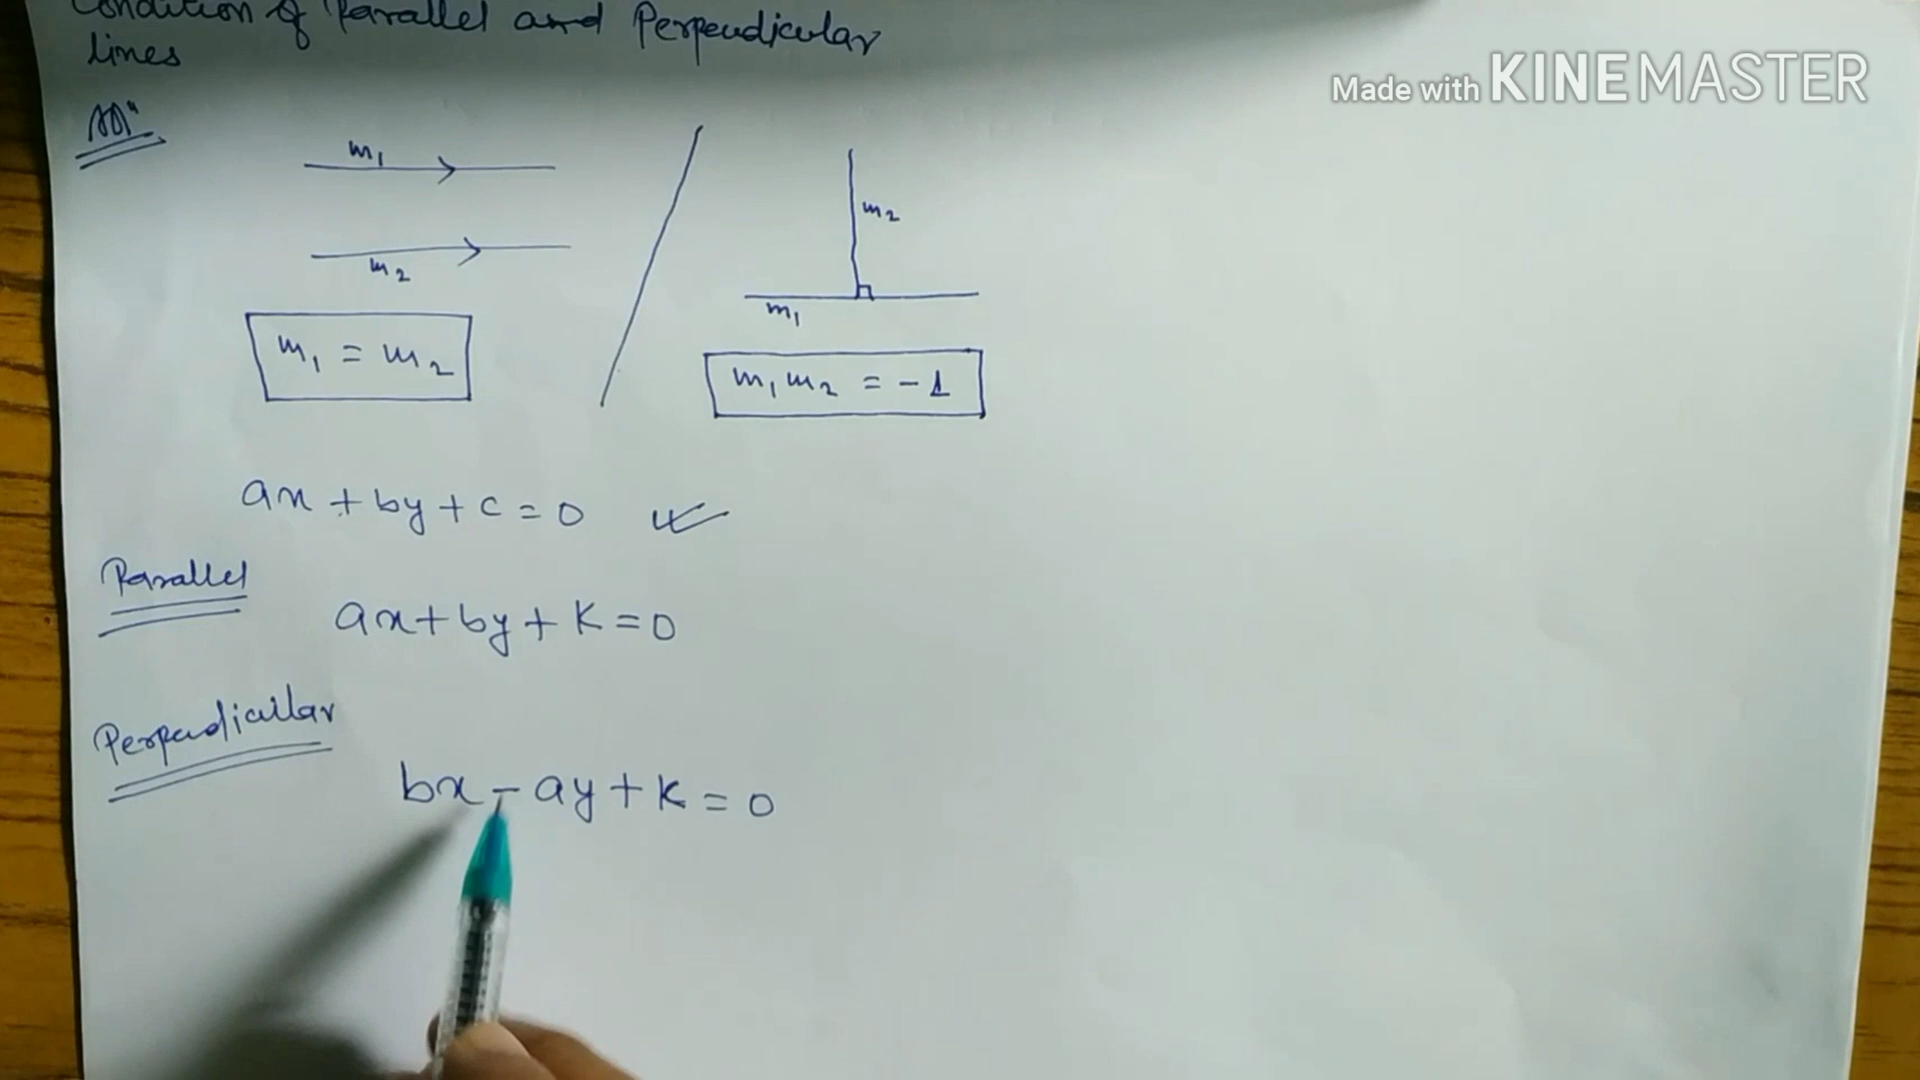 Condition of Parallel and Perpendicular
lines
Made with KINEMASTER
m₁
m₂
m₁ = m₂
m₂
m₁
m₁m₂ = -1
ax + by + c = 0
Parallel
ax + by + K = 0
Perpendicular
bx - ay + K = 0